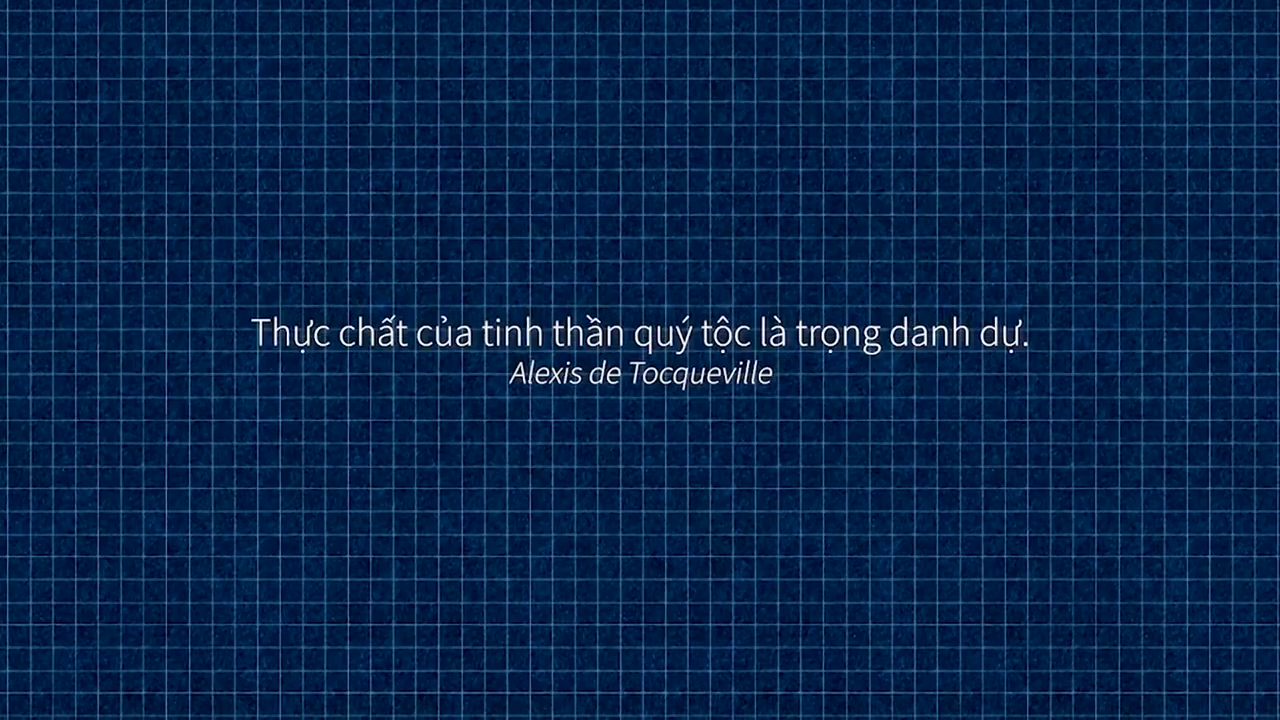 Thực chất của tinh thần quý tộc là trọng danh dự.
Alexis de Tocqueville